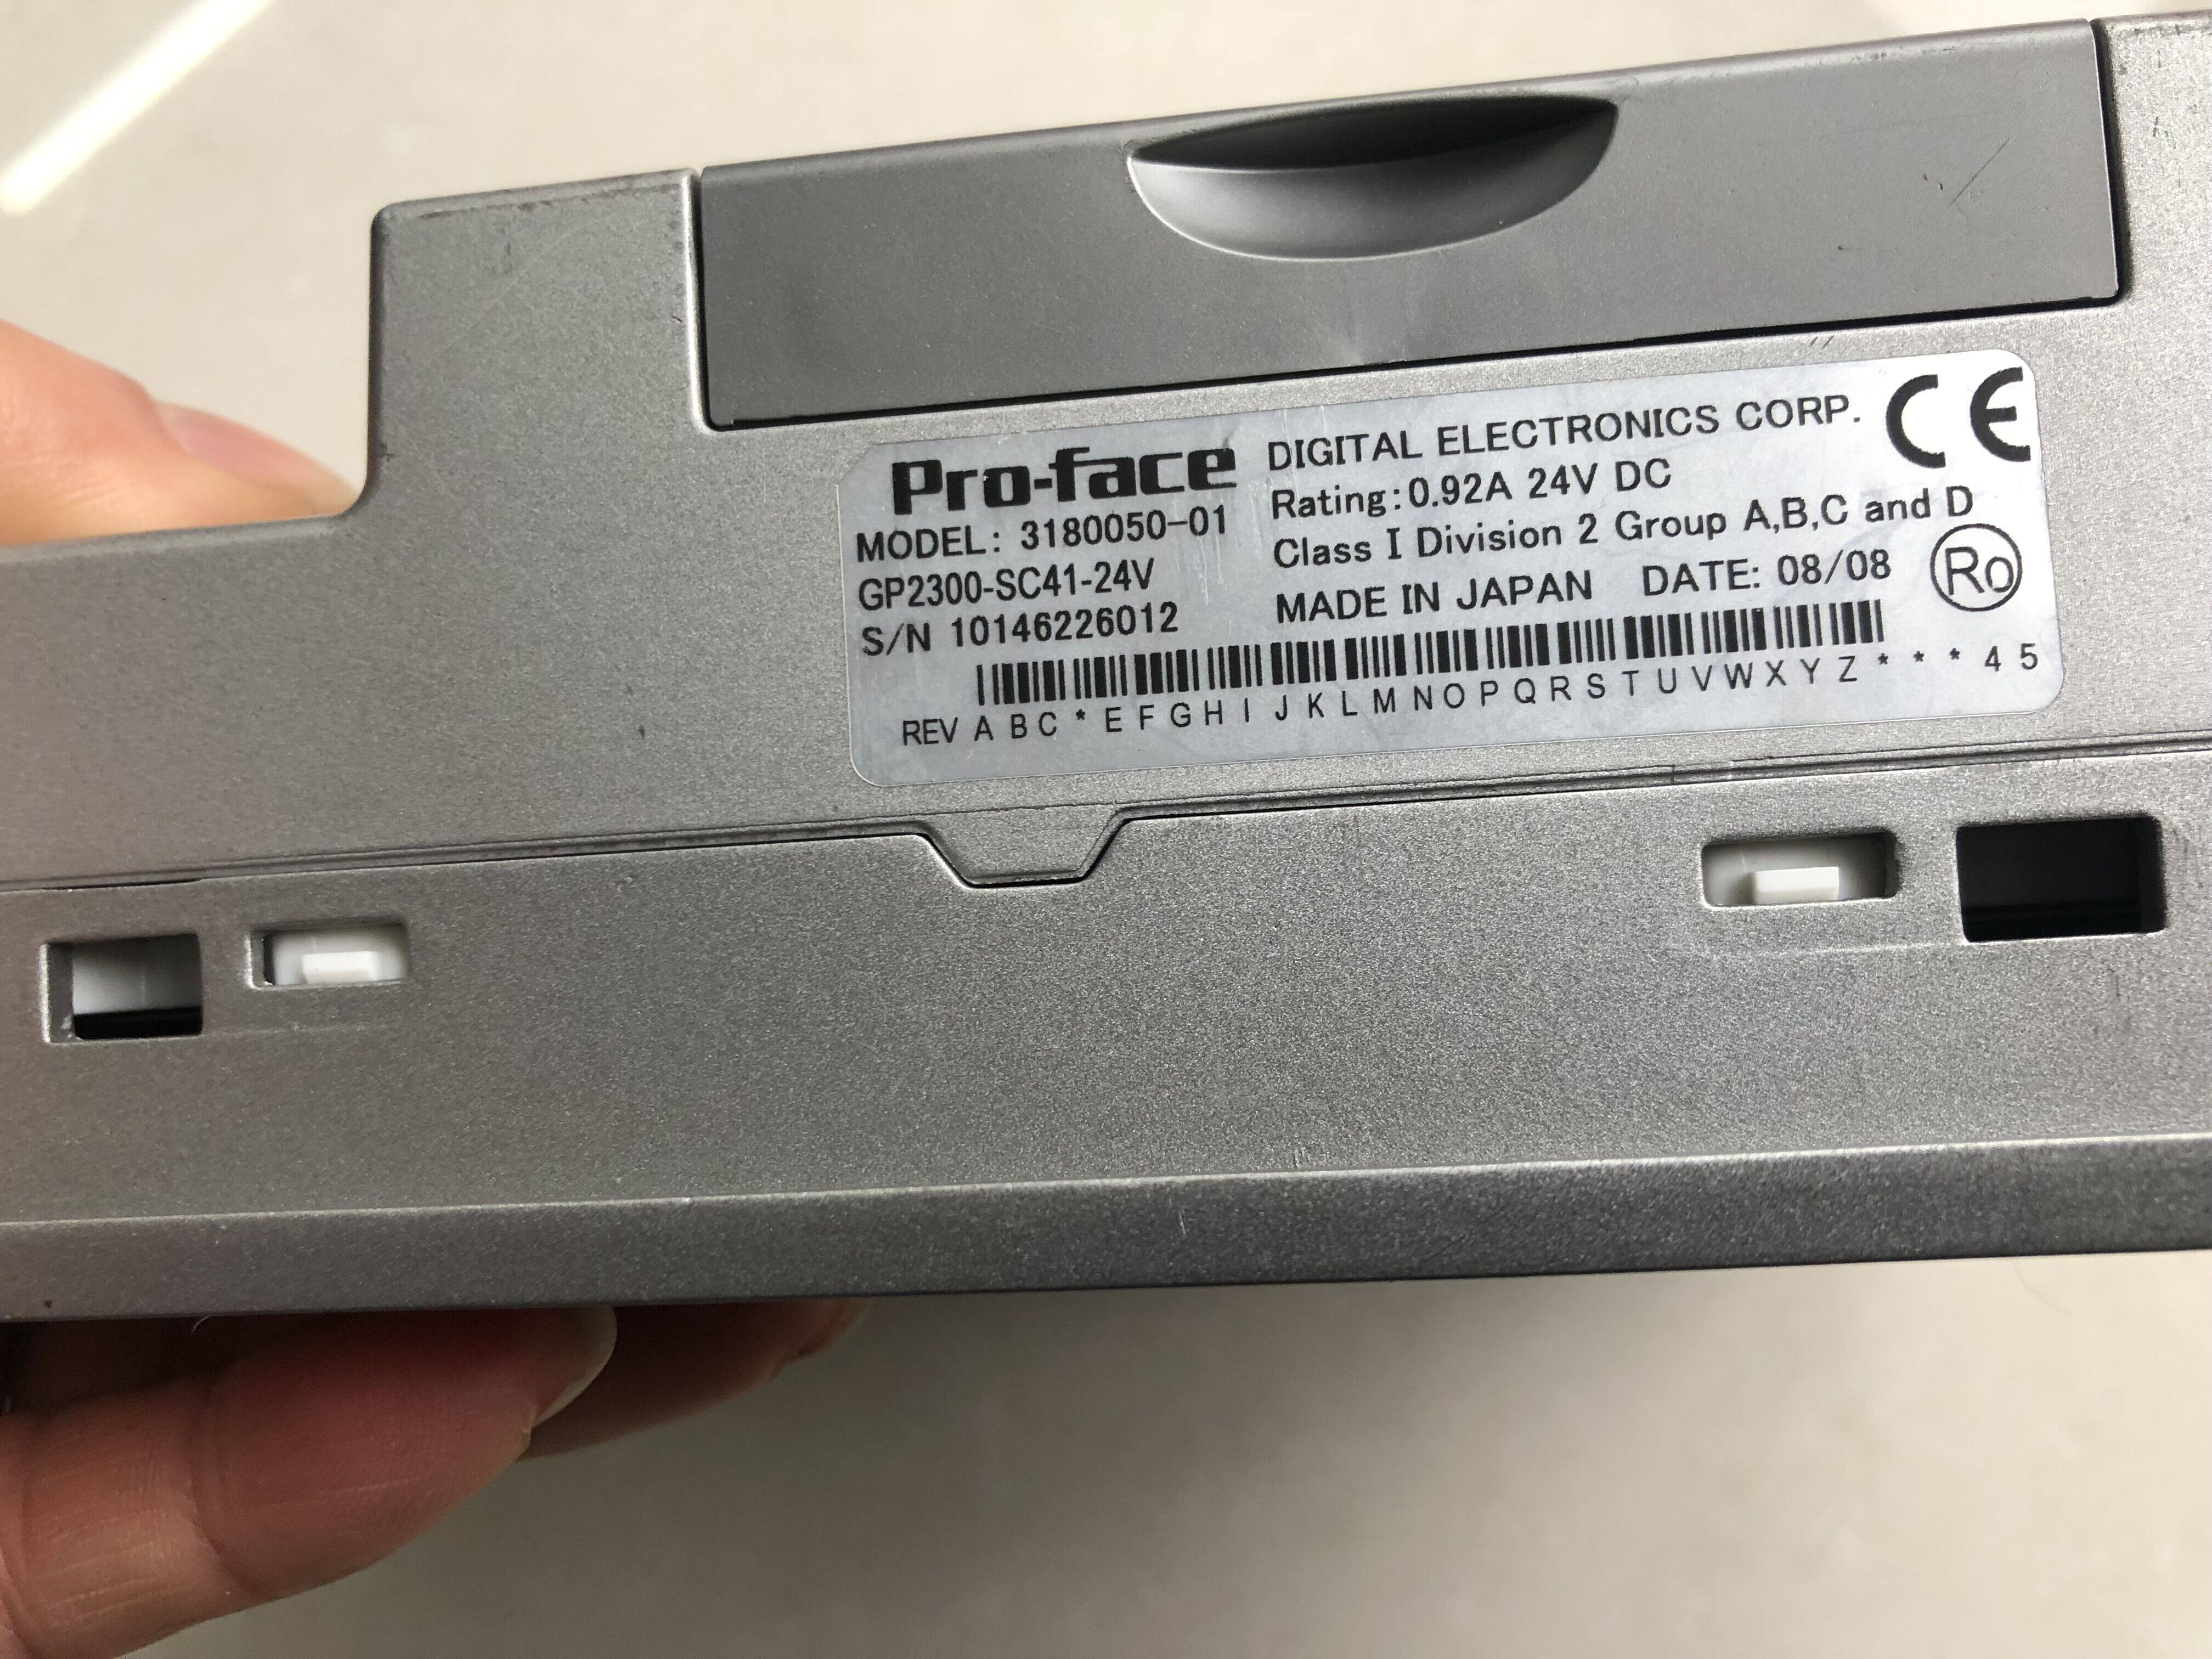 Pro-face
MODEL: 3180050-01
GP2300-SC41-24V
S/N 10146226012
DIGITAL ELECTRONICS CORP.
Rating:0.92A 24V DC
Class I Division 2 Group A,B,C and D
MADE IN JAPAN DATE: 08/08
CE
Ro
REV A B C * E F G H I J K L M N O P Q R S T U V W X Y Z * * * 4 5